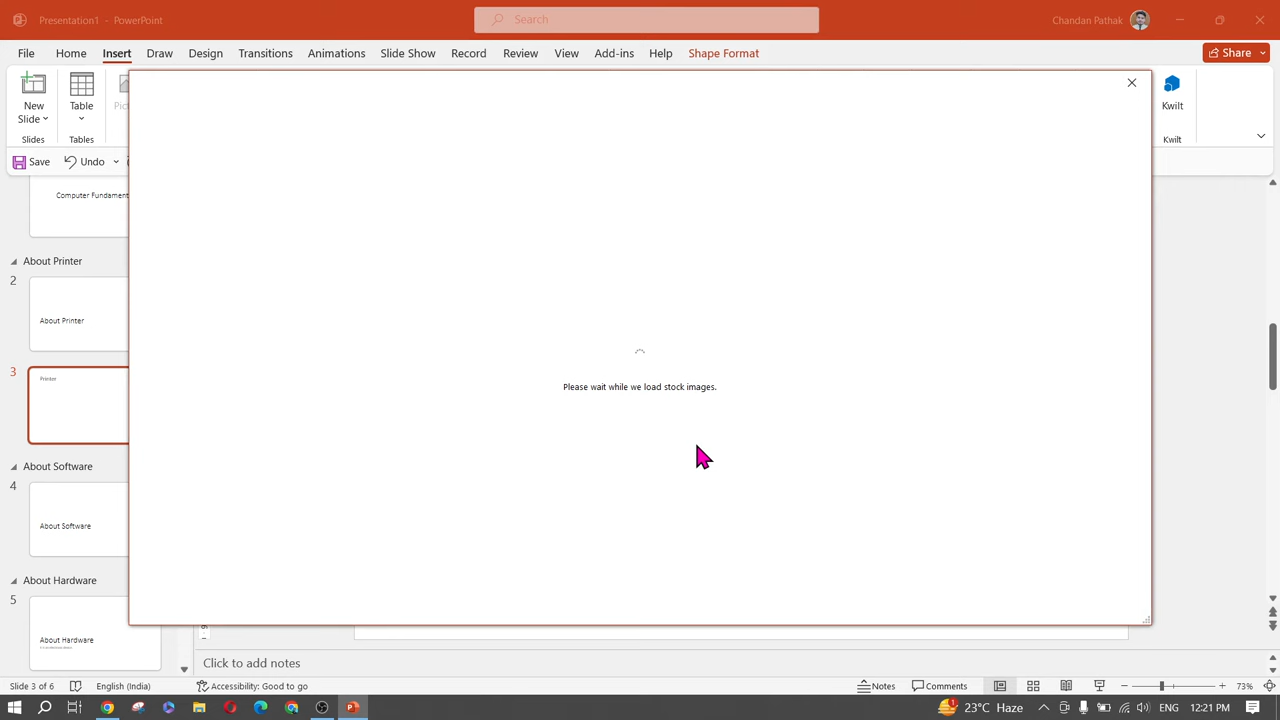 Presentation1 - PowerPoint
Search
Chandan Pathak
File Home Insert Draw Design Transitions Animations Slide Show Record Review View Add-ins Help Shape Format
Share
New
Slide
Table
Kwilt
Slides
Tables
Kwilt
Save Undo
Computer Fundament
About Printer
2
About Printer
3
Printer
About Software
4
About Software
About Hardware
5
About Hardware
Please wait while we load stock images.
Click to add notes
Slide 3 of 6 English (India) Accessibility: Good to go Notes Comments 73%
23°C Haze ENG 12:21 PM